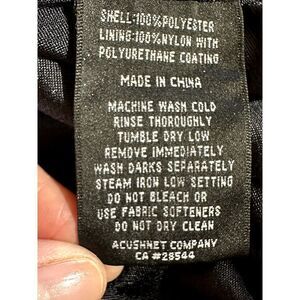 SHELL:100%POLYESTER
LINING:100%NYLON WITH
POLYURETHANE COATING
MADE IN CHINA
MACHINE WASH COLD
RINSE THOROUGHLY
TUMBLE DRY LOW
REMOVE IMMEDIATELY
WASH DARKS SEPARATELY
STEAM IRON LOW SETTING
DO NOT BLEACH OR
USE FABRIC SOFTENERS
DO NOT DRY CLEAN
ACUSHNET COMPANY
CA #28544